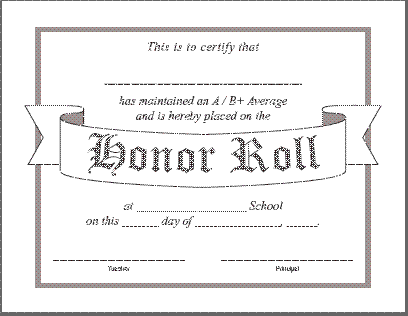 This is to certify that
has maintained an A / B+ Average
and is hereby placed on the
Honor Roll
at School
on this day of , .
Teacher Principal